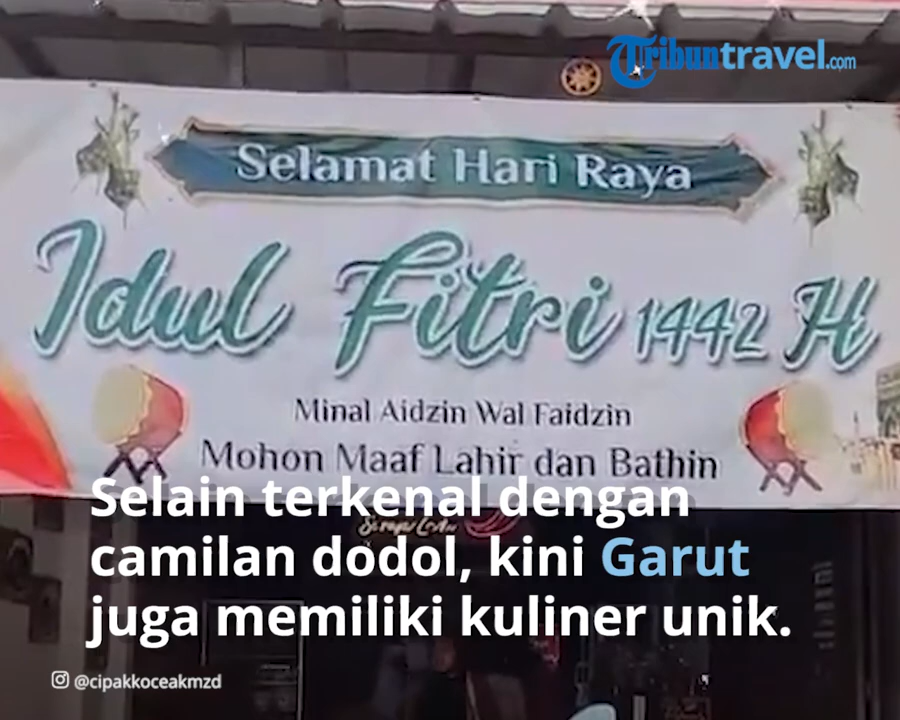 Tribuntravel.com
Selamat Hari Raya
Idul Fitri 1442 H
Minal Aidzin Wal Faidzin
Mohon Maaf Lahir dan Bathin
Selain terkenal dengan
camilan dodol, kini Garut
juga memiliki kuliner unik.
@cipakkoceakmzd